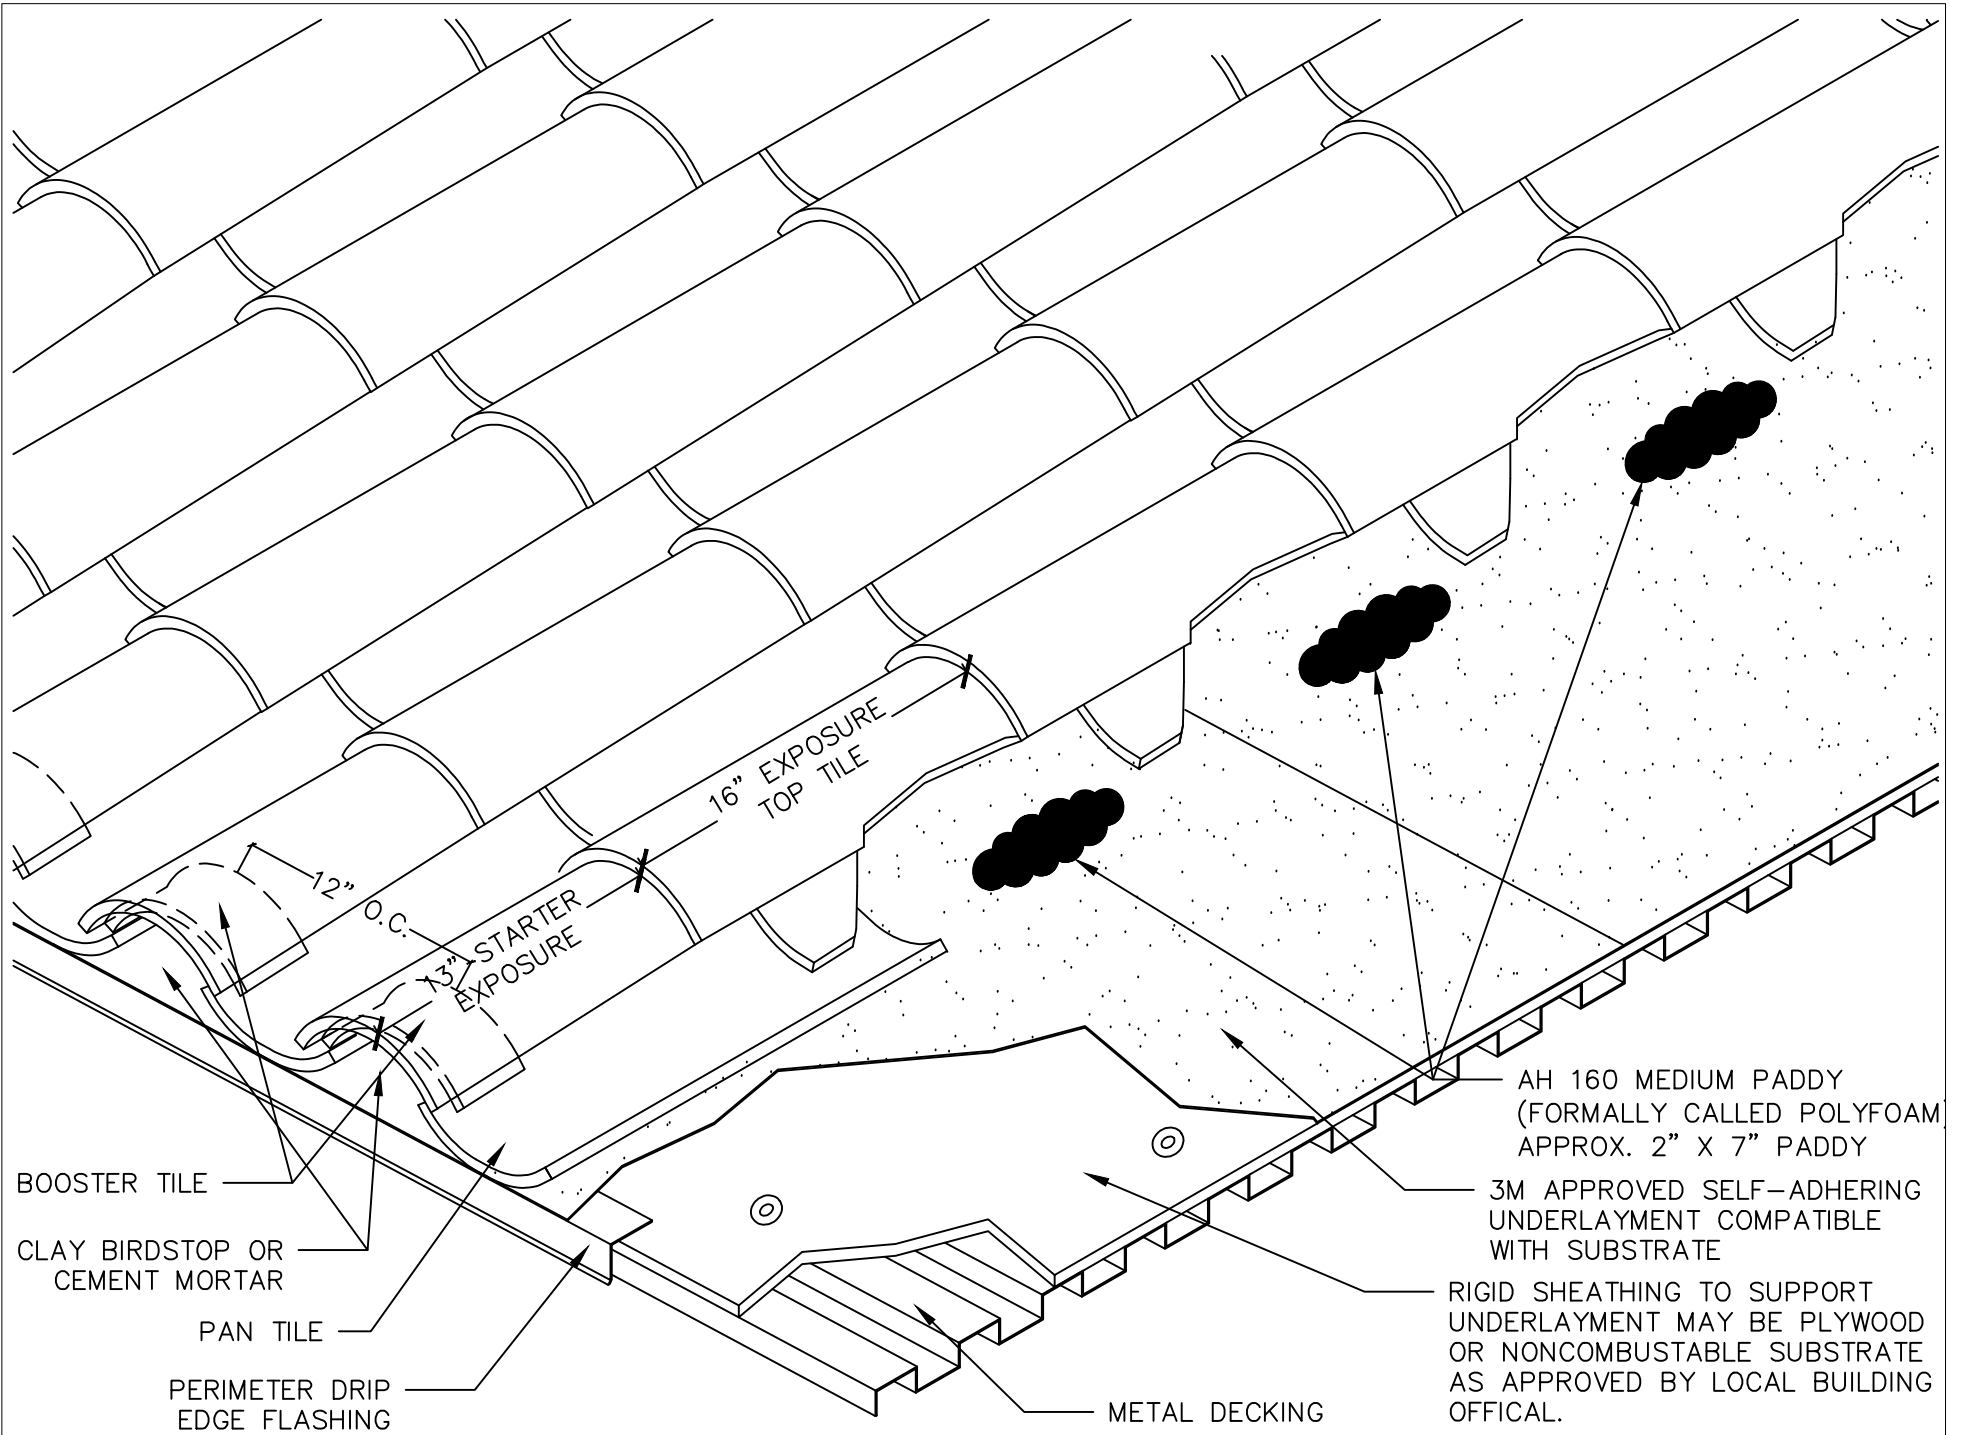 16” EXPOSURE
TOP TILE
12” O.C.
13” STARTER
EXPOSURE
BOOSTER TILE
CLAY BIRDSTOP OR
CEMENT MORTAR
PAN TILE
PERIMETER DRIP
EDGE FLASHING
AH 160 MEDIUM PADDY
(FORMALLY CALLED POLYFOAM)
APPROX. 2” X 7” PADDY
3M APPROVED SELF-ADHERING
UNDERLAYMENT COMPATIBLE
WITH SUBSTRATE
RIGID SHEATHING TO SUPPORT
UNDERLAYMENT MAY BE PLYWOOD
OR NONCOMBUSTABLE SUBSTRATE
AS APPROVED BY LOCAL BUILDING
OFFICAL.
METAL DECKING